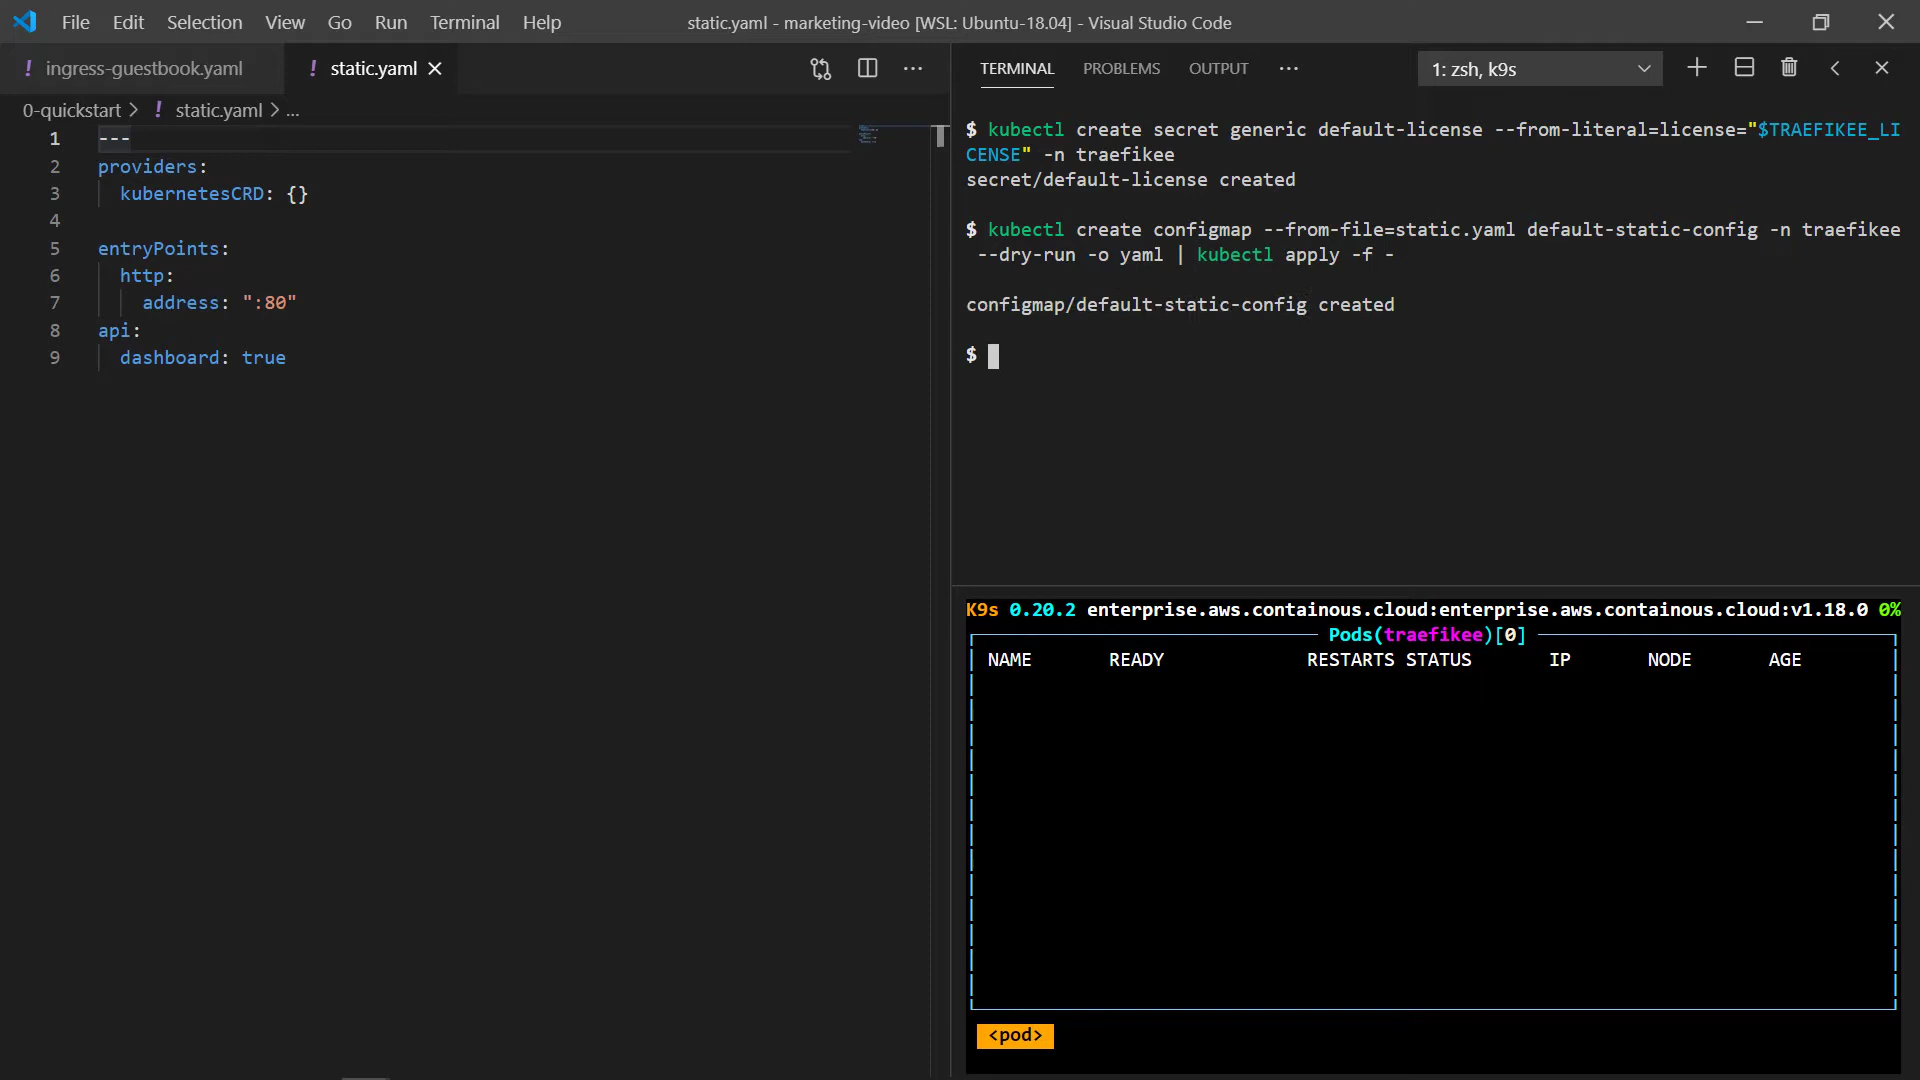 File Edit Selection View Go Run Terminal Help static.yaml - marketing-video [WSL: Ubuntu-18.04] - Visual Studio Code
! ingress-guestbook.yaml ! static.yaml
0-quickstart > ! static.yaml > ...
1 ---
2 providers:
3 kubernetesCRD: {}
4
5 entryPoints:
6 http:
7 address: ":80"
8 api:
9 dashboard: true
TERMINAL PROBLEMS OUTPUT ··· 1: zsh, k9s
$ kubectl create secret generic default-license --from-literal=license="$TRAEFIKEE_LI
CENSE" -n traefikee
secret/default-license created
$ kubectl create configmap --from-file=static.yaml default-static-config -n traefikee
--dry-run -o yaml | kubectl apply -f -
configmap/default-static-config created
$
K9s 0.20.2 enterprise.aws.containous.cloud:enterprise.aws.containous.cloud:v1.18.0 0%
Pods(traefikee)[0]
NAME READY RESTARTS STATUS IP NODE AGE
<pod>